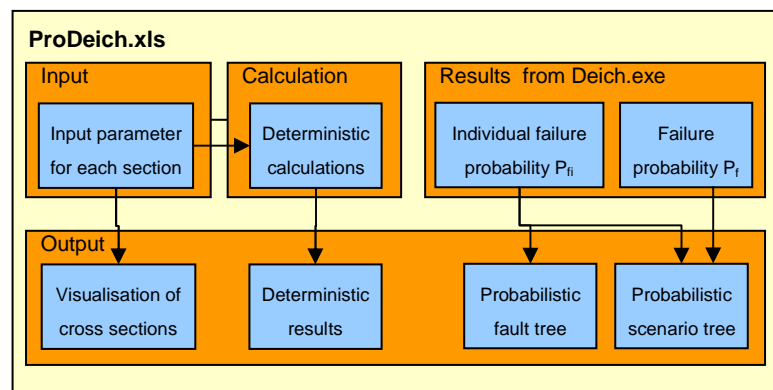 ProDeich.xls
Input
Calculation
Results from Deich.exe
Input parameter
for each section
Deterministic
calculations
Individual failure
probability Pfi
Failure
probability Pf
Output
Visualisation of
cross sections
Deterministic
results
Probabilistic
fault tree
Probabilistic
scenario tree